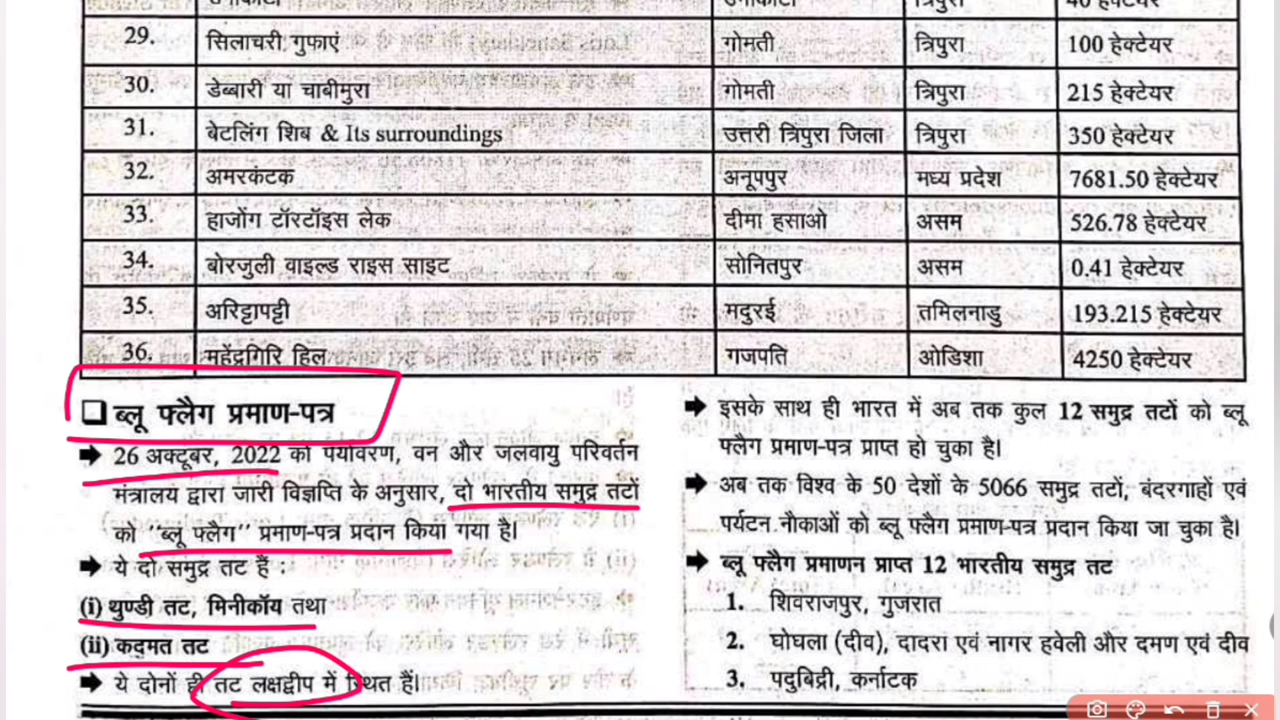 29. सिलाचरी गुफाएं गोमती त्रिपुरा 100 हेक्टेयर
30. डेब्बारी या चाबीमुरा गोमती त्रिपुरा 215 हेक्टेयर
31. बेटलिंग शिब & Its surroundings उत्तरी त्रिपुरा जिला त्रिपुरा 350 हेक्टेयर
32. अमरकंटक अनूपपुर मध्य प्रदेश 7681.50 हेक्टेयर
33. हाजोंग टॉरटॉइस लेक दीमा हसाओ असम 526.78 हेक्टेयर
34. बोरजुली वाइल्ड राइस साइट सोनितपुर असम 0.41 हेक्टेयर
35. अरिट्टापट्टी मदुरई तमिलनाडु 193.215 हेक्टेयर
36. महेंद्रगिरि हिल गजपति ओडिशा 4250 हेक्टेयर
ब्लू फ्लैग प्रमाण-पत्र
26 अक्टूबर, 2022 को पर्यावरण, वन और जलवायु परिवर्तन
मंत्रालय द्वारा जारी विज्ञप्ति के अनुसार, दो भारतीय समुद्र तटों
को "ब्लू फ्लैग" प्रमाण-पत्र प्रदान किया गया है।
ये दो समुद्र तट हैं :
(i) थुण्डी तट, मिनीकॉय तथा
(ii) कदमत तट
ये दोनों ही तट लक्षद्वीप में स्थित हैं।
इसके साथ ही भारत में अब तक कुल 12 समुद्र तटों को ब्लू
फ्लैग प्रमाण-पत्र प्राप्त हो चुका है।
अब तक विश्व के 50 देशों के 5066 समुद्र तटों, बंदरगाहों एवं
पर्यटन नौकाओं को ब्लू फ्लैग प्रमाण-पत्र प्रदान किया जा चुका है।
ब्लू फ्लैग प्रमाणन प्राप्त 12 भारतीय समुद्र तट
1. शिवराजपुर, गुजरात
2. घोघला (दीव), दादरा एवं नागर हवेली और दमण एवं दीव
3. पदुबिद्री, कर्नाटक